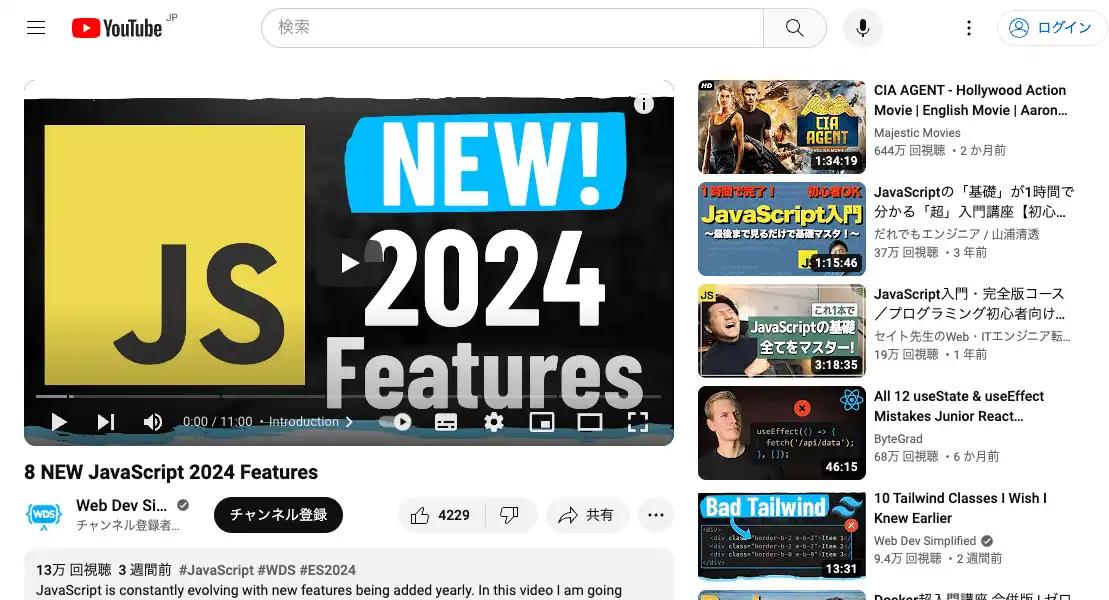 YouTube JP
検索
ログイン
NEW!
JS
2024
Features
0:00 / 11:00 • Introduction
8 NEW JavaScript 2024 Features
WDS
Web Dev Si...
チャンネル登録者...
チャンネル登録
4229
共有
13万 回視聴 3 週間前 #JavaScript #WDS #ES2024
JavaScript is constantly evolving with new features being added yearly. In this video I am going
HD
CIA AGENT
1:34:19
CIA AGENT - Hollywood Action
Movie | English Movie | Aaron...
Majestic Movies
644万 回視聴 ・2 か月前
1時間で完了! 初心者OK
JavaScript入門
〜最後まで見るだけで基礎マスタ!〜
1:15:46
JavaScriptの「基礎」が1時間で
分かる「超」入門講座【初心...
だれでもエンジニア / 山浦清透
37万 回視聴 ・3 年前
JS
これ1本で
JavaScriptの基礎
全てをマスター!
3:18:35
JavaScript入門・完全版コース
／プログラミング初心者向け...
セイト先生のWeb・ITエンジニア転...
19万 回視聴 ・1 年前
useEffect(() => {
fetch('/api/data');
}, []);
46:15
All 12 useState & useEffect
Mistakes Junior React...
ByteGrad
68万 回視聴 ・6 か月前
Bad Tailwind
<div>
<div class="border-b-2 m-b-2">Item 1</
<div class="border-b-2 m-b-2">Item 2</
<div class="border-b-0 m-b-0">Item 3</
</div>
13:31
10 Tailwind Classes I Wish I
Knew Earlier
Web Dev Simplified
9.4万 回視聴 ・2 週間前